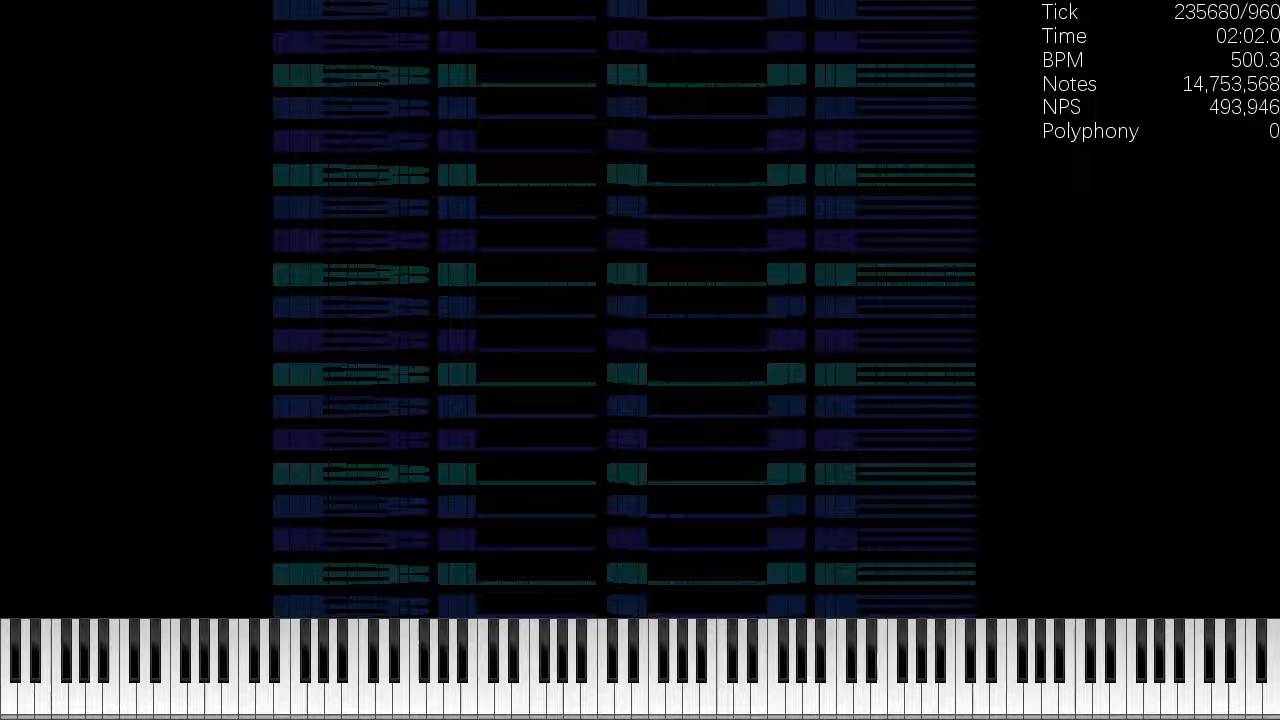 Tick 235680/960
Time 02:02.0
BPM 500.3
Notes 14,753,568
NPS 493,946
Polyphony 0
BLUR